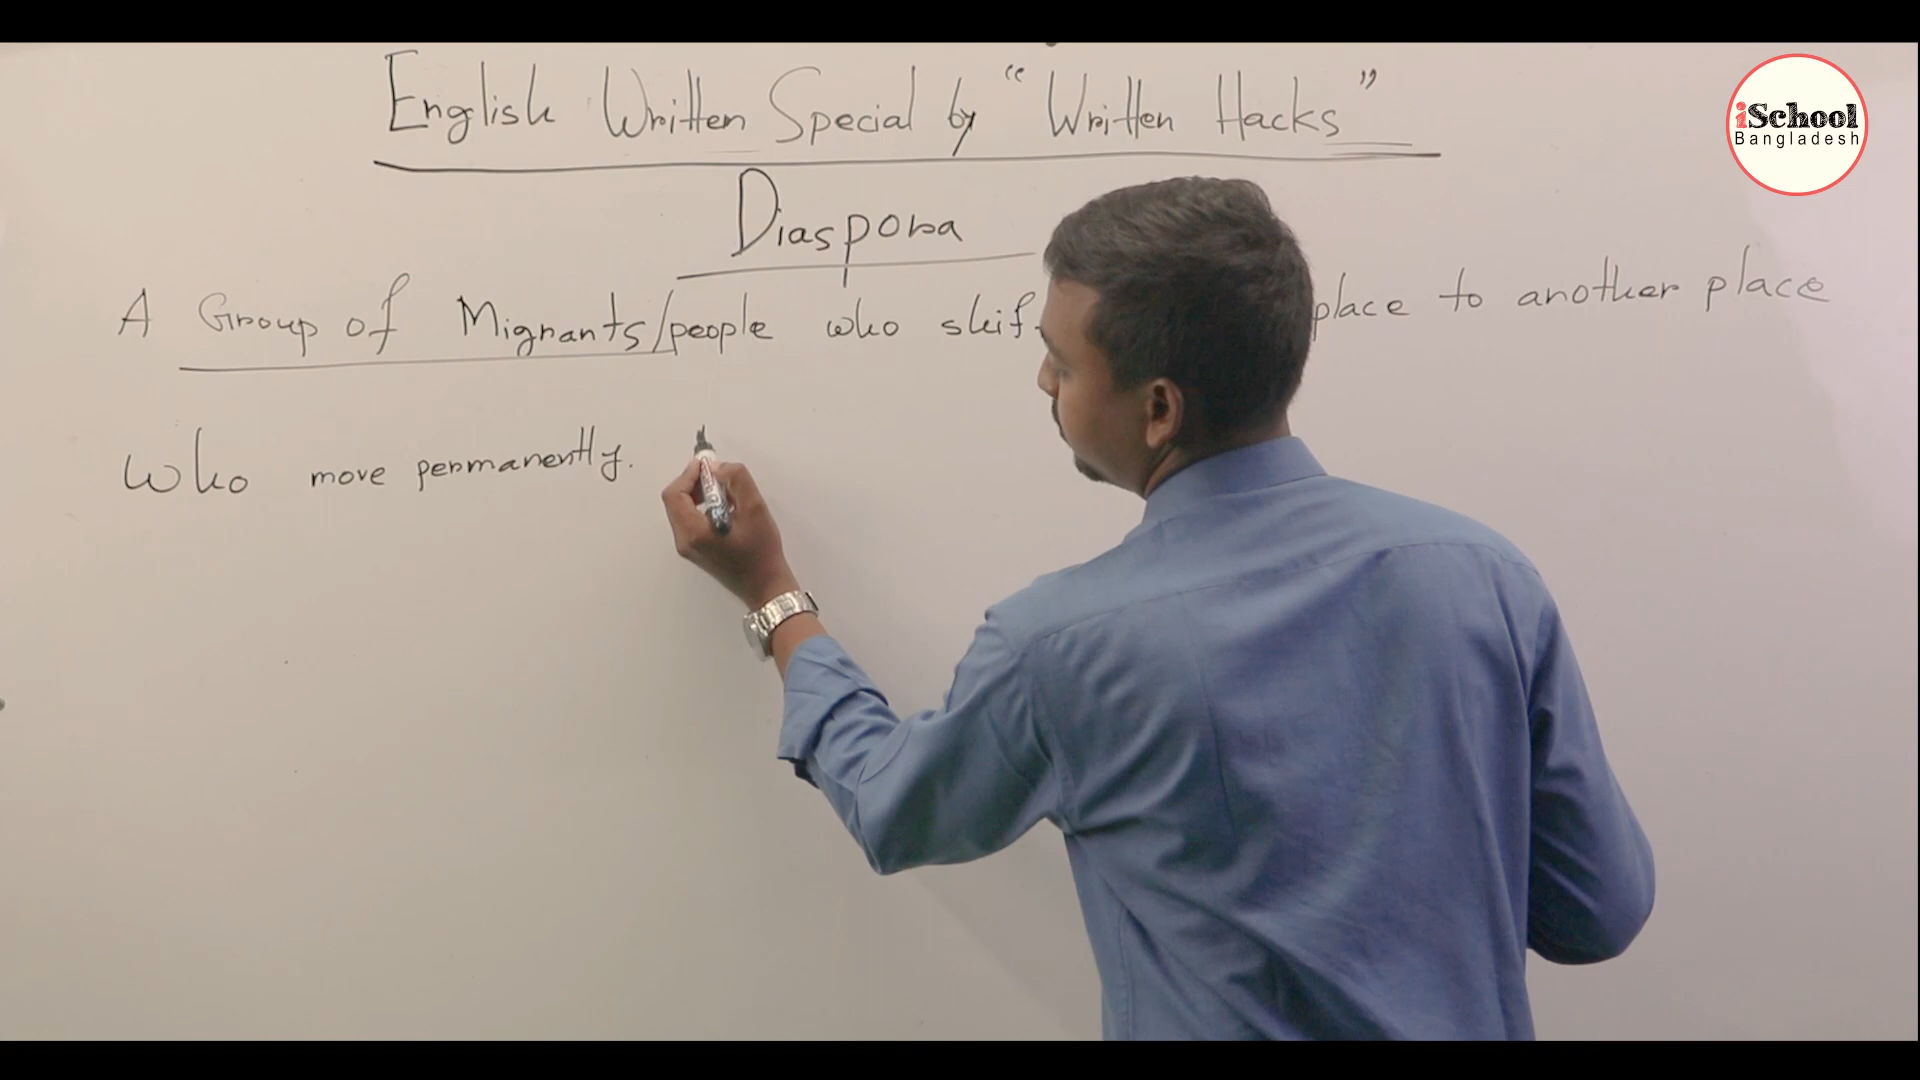 English Written Special by "Written Hacks"
Diaspora
A Group of Migrants/people who shif place to another place
Who move permanently.
iSchool
Bangladesh